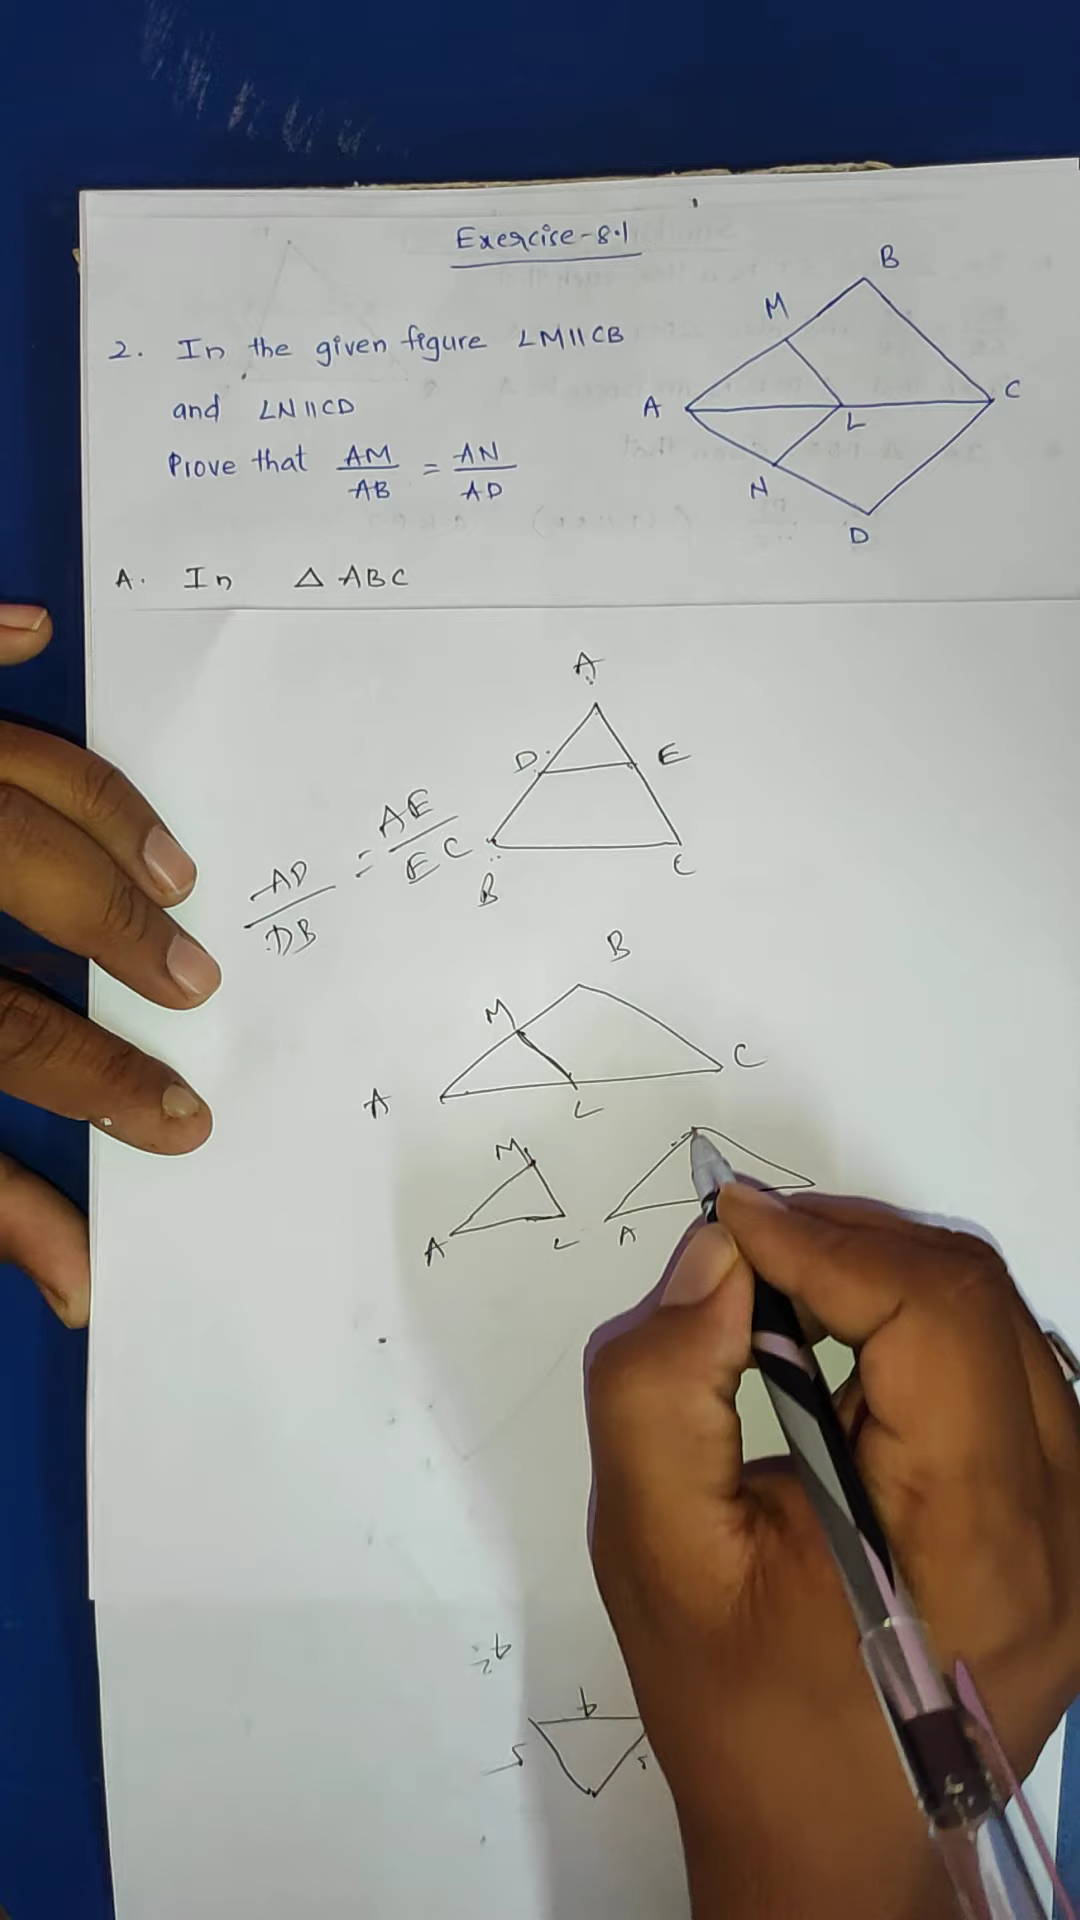 Exercise-8.1
2. In the given figure LM||CB
and LN||CD
Prove that AM/AB = AN/AD
B
M
A
C
L
N
D
A. In △ ABC
A
D
E
B
C
AD/DB = AE/EC
B
M
A
C
L
M
A
L
A
b
5